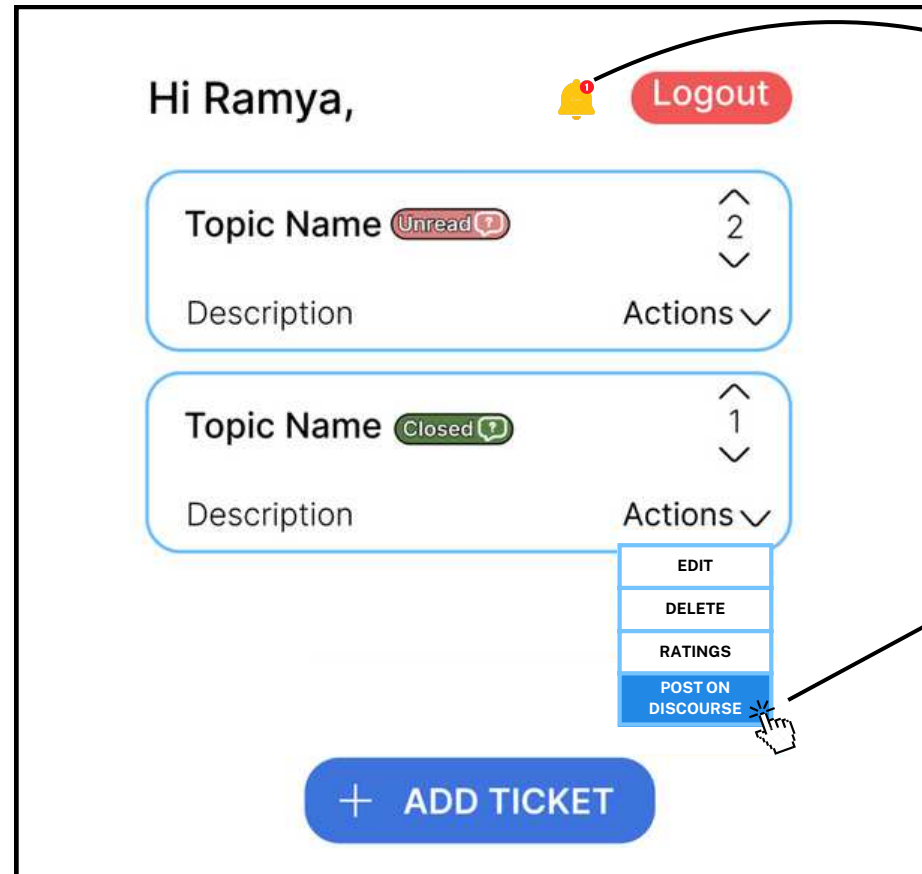 Hi Ramya,
1
Logout
Topic Name Unread ?
2
Description
Actions
Topic Name Closed ?
1
Description
Actions
EDIT
DELETE
RATINGS
POST ON
DISCOURSE
+ ADD TICKET